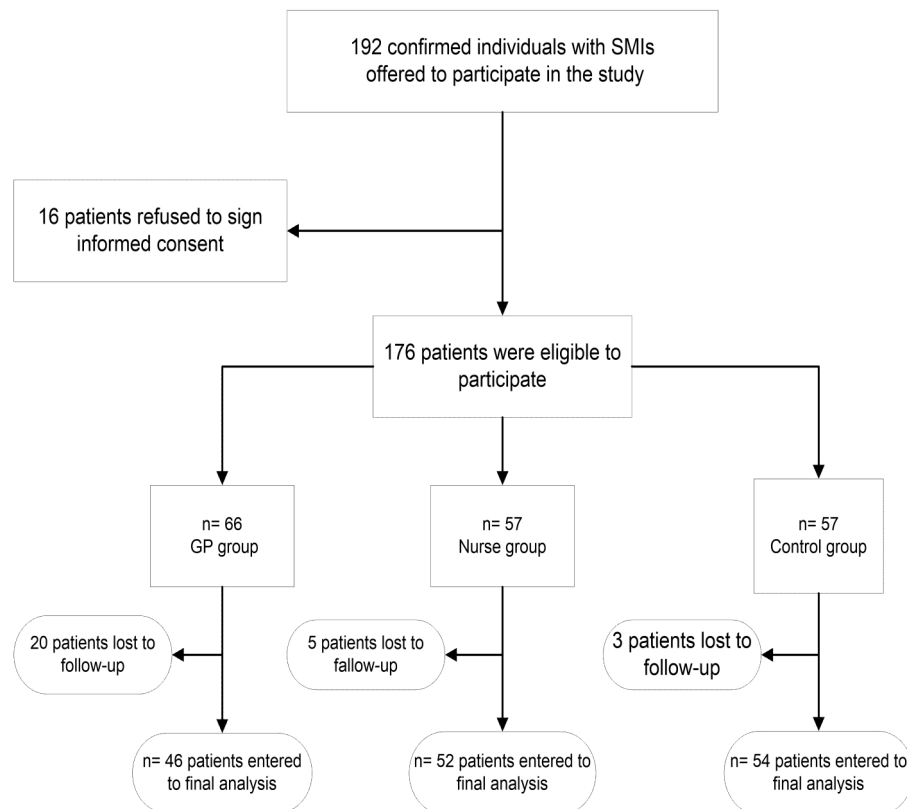 192 confirmed individuals with SMIs
offered to participate in the study
16 patients refused to sign
informed consent
176 patients were eligible to
participate
n= 66
GP group
n= 57
Nurse group
n= 57
Control group
20 patients lost to
follow-up
5 patients lost to
fallow-up
3 patients lost to
follow-up
n= 46 patients entered
to final analysis
n= 52 patients entered
to final analysis
n= 54 patients entered
to final analysis